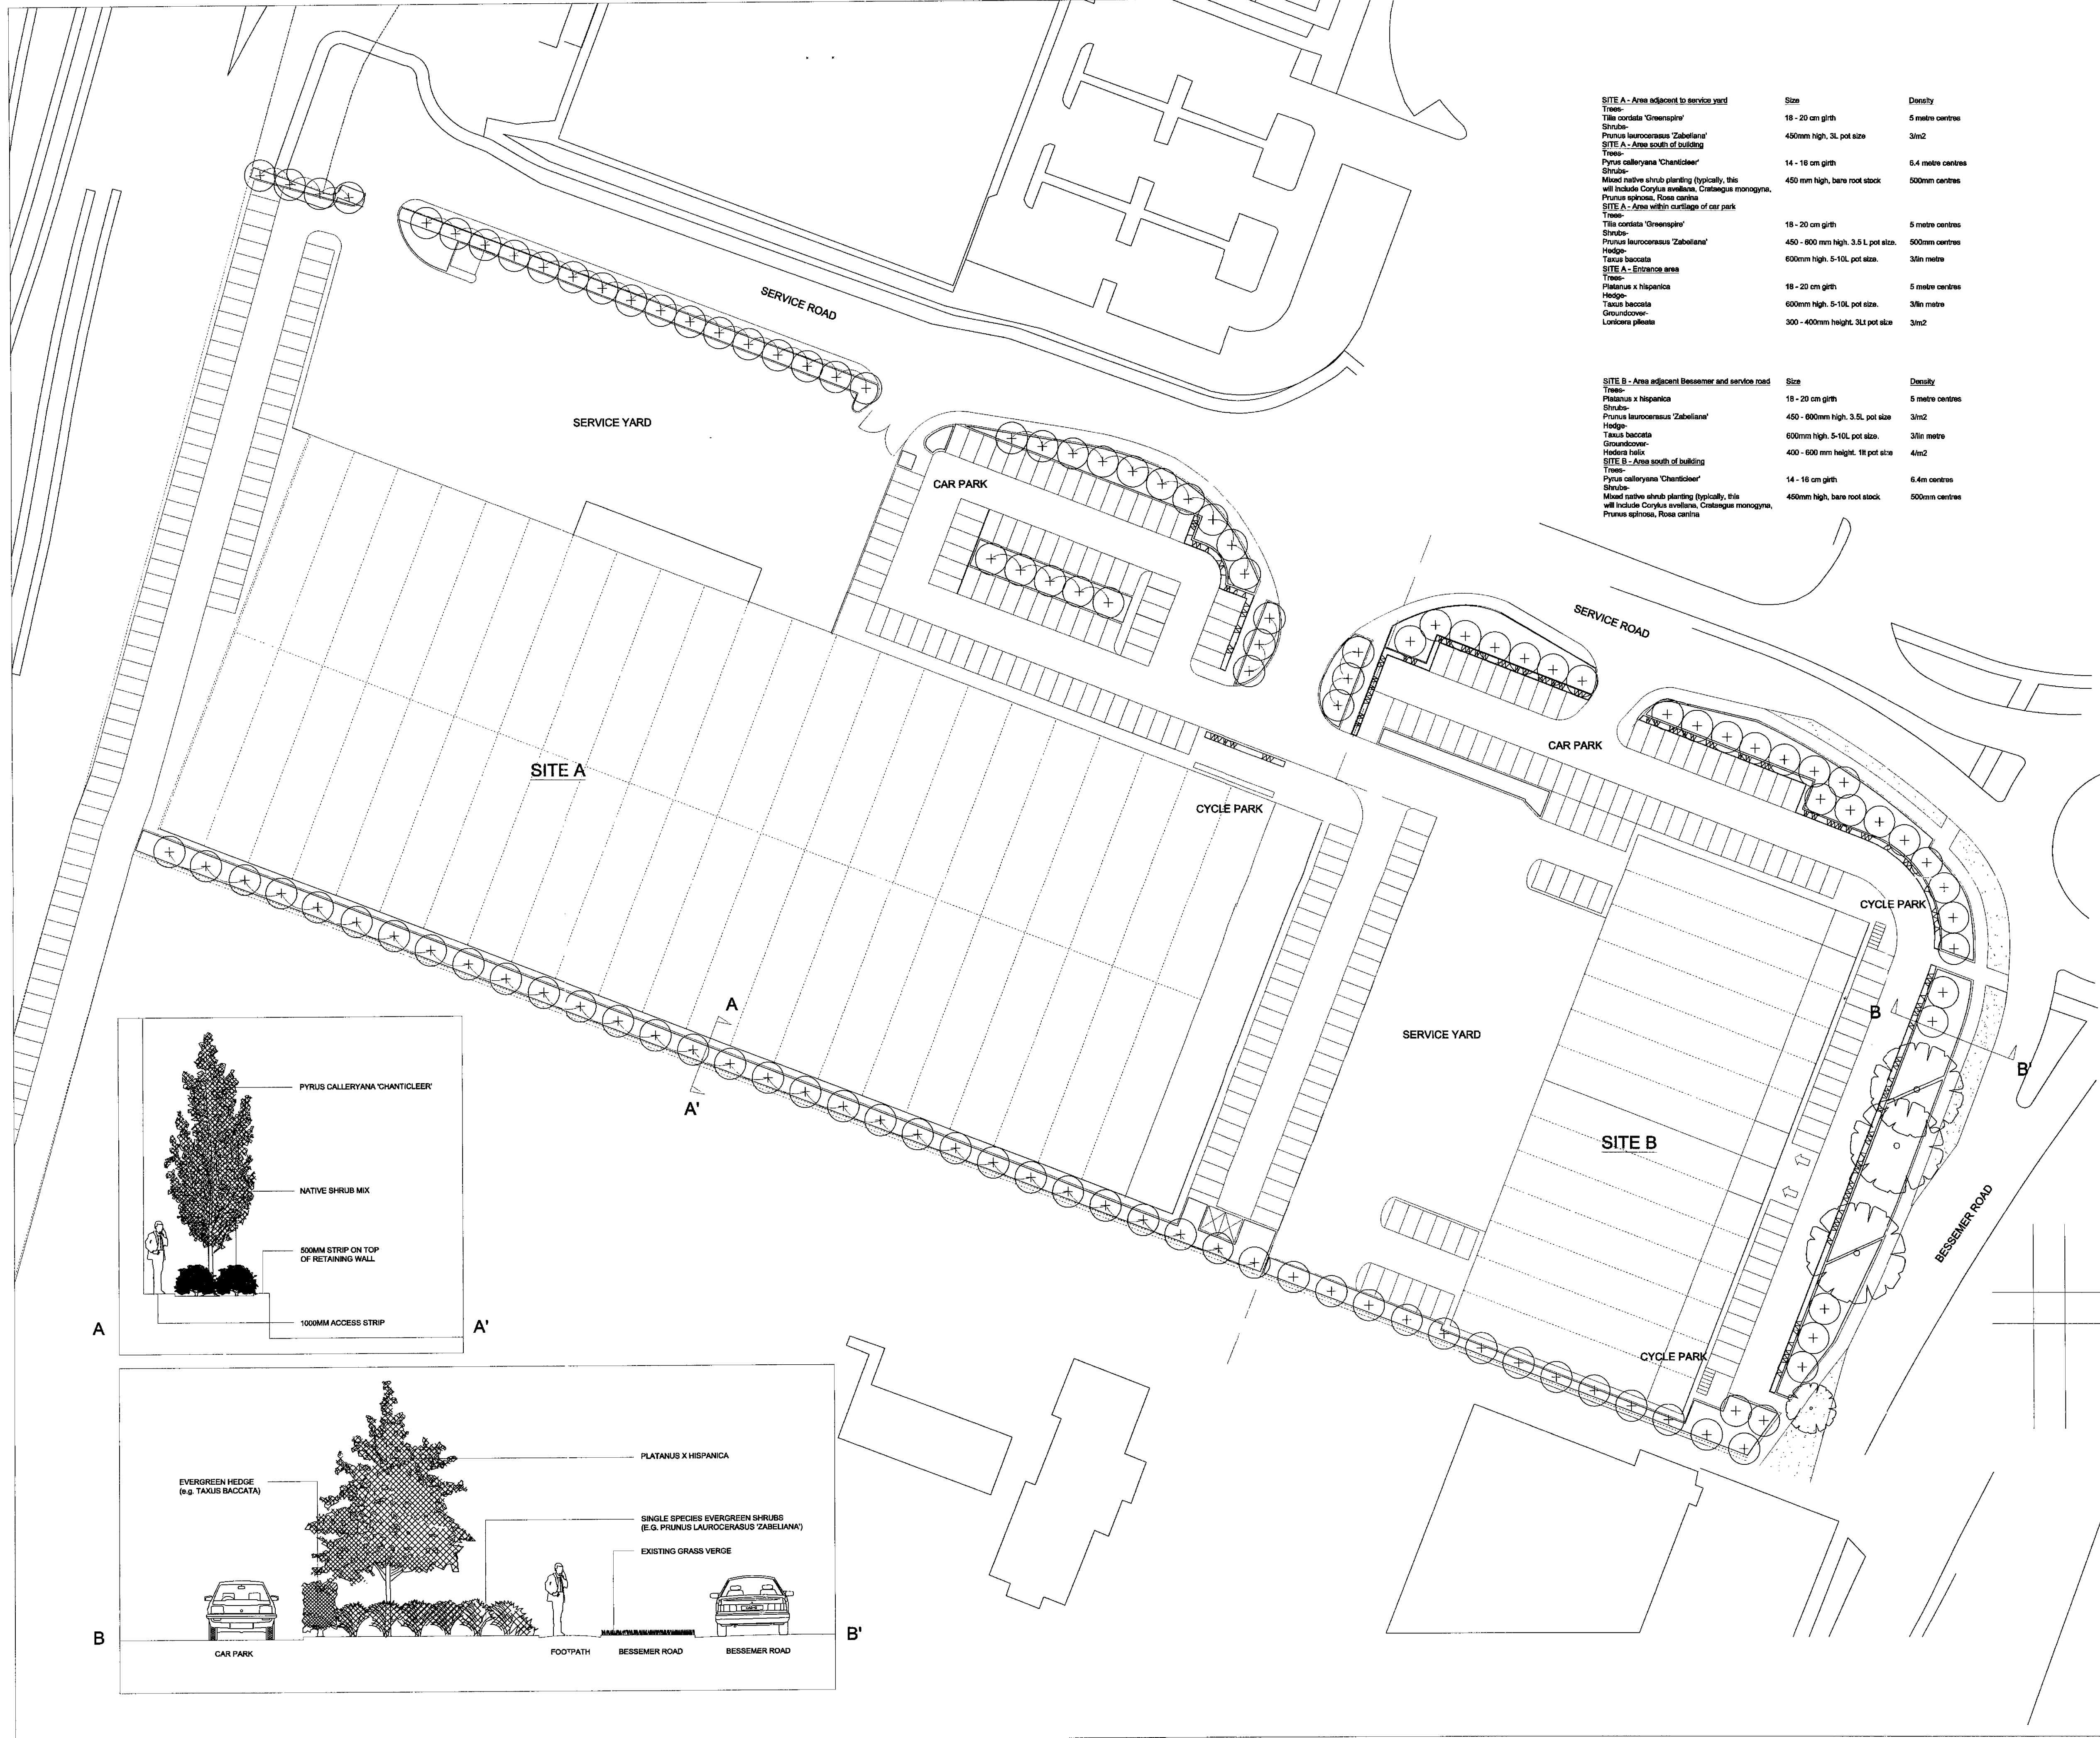 SITE A - Area adjacent to service yard Size Density
Trees-
Tilia cordata 'Greenspire' 18 - 20 cm girth 5 metre centres
Shrubs-
Prunus laurocerasus 'Zabeliana' 450mm high, 3L pot size 3/m2
SITE A - Area south of building
Trees-
Pyrus calleryana 'Chanticleer' 14 - 16 cm girth 6.4 metre centres
Shrubs-
Mixed native shrub planting (typically, this 450 mm high, bare root stock 500mm centres
will include Corylus avellana, Crataegus monogyna,
Prunus spinosa, Rosa canina
SITE A - Area within curtilage of car park
Trees-
Tilia cordata 'Greenspire' 18 - 20 cm girth 5 metre centres
Shrubs-
Prunus laurocerasus 'Zabeliana' 450 - 600 mm high. 3.5 L pot size. 500mm centres
Hedge-
Taxus baccata 600mm high. 5-10L pot size. 3/lin metre
SITE A - Entrance area
Trees-
Platanus x hispanica 18 - 20 cm girth 5 metre centres
Hedge-
Taxus baccata 600mm high. 5-10L pot size. 3/lin metre
Groundcover-
Lonicera pileata 300 - 400mm height. 3Lt pot size 3/m2
SITE B - Area adjacent Bessemer and service road Size Density
Trees-
Platanus x hispanica 18 - 20 cm girth 5 metre centres
Shrubs-
Prunus laurocerasus 'Zabeliana' 450 - 600mm high. 3.5L pot size 3/m2
Hedge-
Taxus baccata 600mm high. 5-10L pot size. 3/lin metre
Groundcover-
Hedera helix 400 - 600 mm height. 1lt pot size 4/m2
SITE B - Area south of building
Trees-
Pyrus calleryana 'Chanticleer' 14 - 16 cm girth 6.4m centres
Shrubs-
Mixed native shrub planting (typically, this 450mm high, bare root stock 500mm centres
will include Corylus avellana, Crataegus monogyna,
Prunus spinosa, Rosa canina
SERVICE ROAD
SERVICE YARD
CAR PARK
SERVICE ROAD
CAR PARK
SITE A
CYCLE PARK
CYCLE PARK
A
A'
SERVICE YARD
B
B'
SITE B
BESSEMER ROAD
CYCLE PARK
PYRUS CALLERYANA 'CHANTICLEER'
NATIVE SHRUB MIX
500MM STRIP ON TOP
OF RETAINING WALL
1000MM ACCESS STRIP
A
A'
PLATANUS X HISPANICA
EVERGREEN HEDGE
(e.g. TAXUS BACCATA)
SINGLE SPECIES EVERGREEN SHRUBS
(E.G. PRUNUS LAUROCERASUS 'ZABELIANA')
EXISTING GRASS VERGE
B
B'
CAR PARK
FOOTPATH
BESSEMER ROAD
BESSEMER ROAD